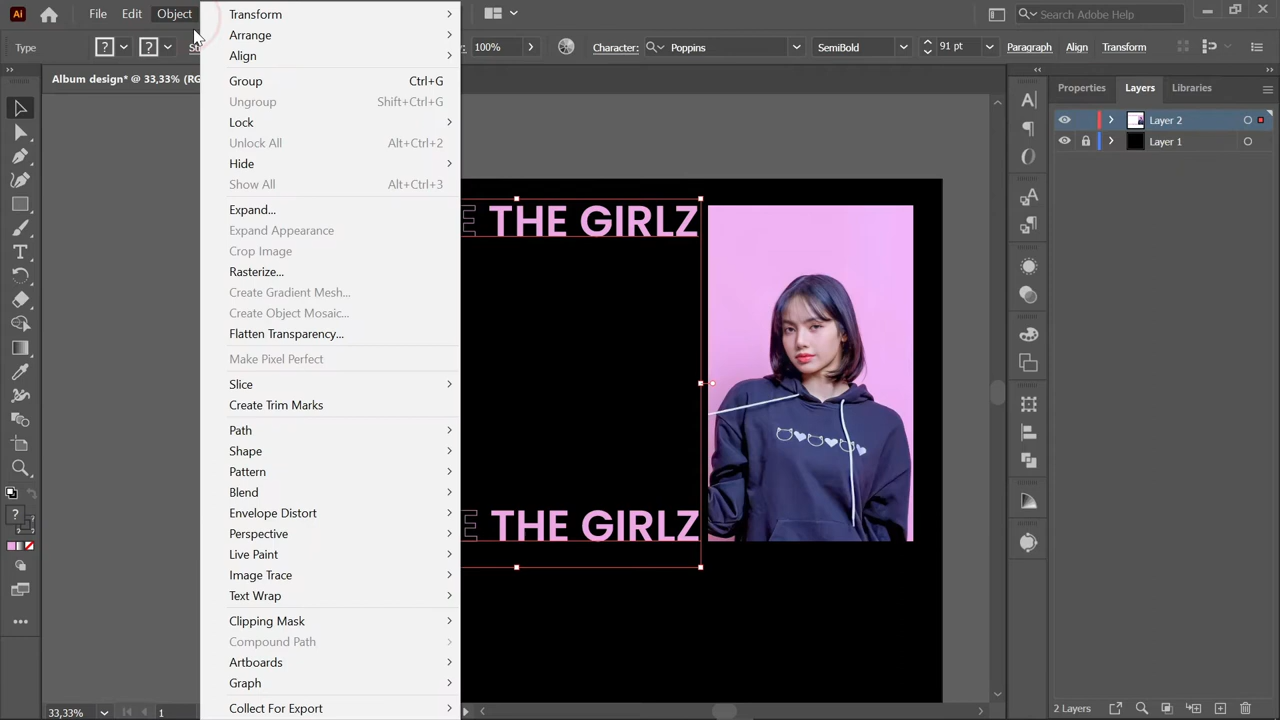 Ai File Edit Object
Search Adobe Help
Type
100%
Character:
Poppins
SemiBold
91 pt
Paragraph
Align
Transform
Album design* @ 33,33%
Transform
Arrange
Align
Group Ctrl+G
Ungroup Shift+Ctrl+G
Lock
Unlock All Alt+Ctrl+2
Hide
Show All Alt+Ctrl+3
Expand...
Expand Appearance
Crop Image
Rasterize...
Create Gradient Mesh...
Create Object Mosaic...
Flatten Transparency...
Make Pixel Perfect
Slice
Create Trim Marks
Path
Shape
Pattern
Blend
Envelope Distort
Perspective
Live Paint
Image Trace
Text Wrap
Clipping Mask
Compound Path
Artboards
Graph
Collect For Export
E THE GIRLZ
E THE GIRLZ
Properties Layers Libraries
Layer 2
Layer 1
33,33%
1
2 Layers